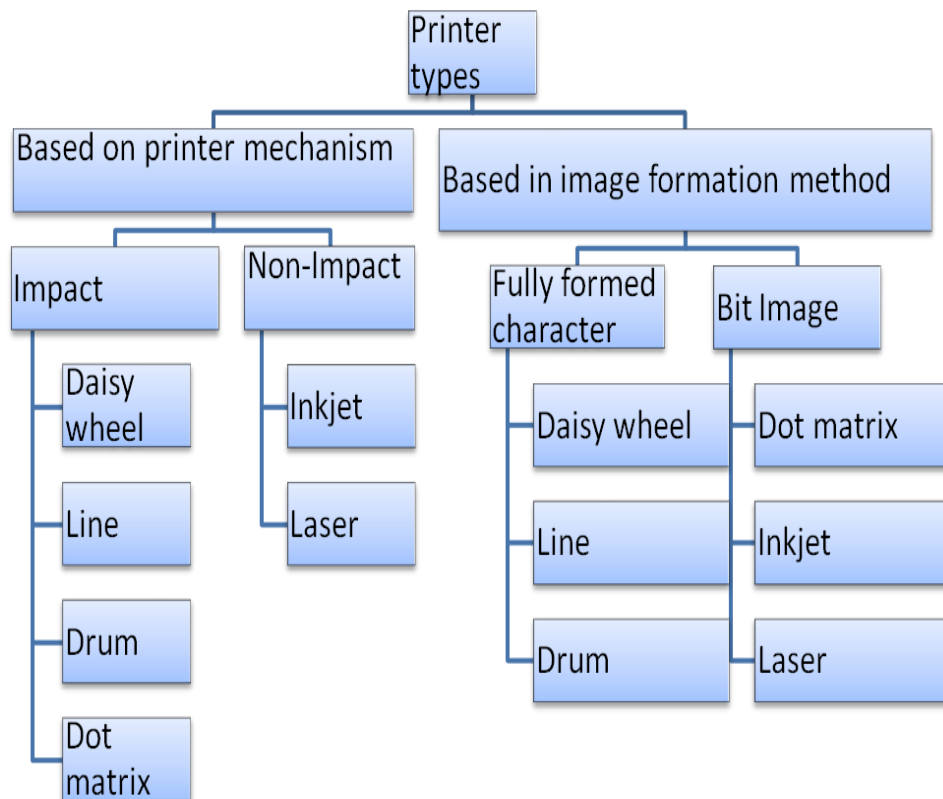 Printer
types
Based on printer mechanism
Based in image formation method
Impact
Non-Impact
Daisy
wheel
Line
Drum
Dot
matrix
Inkjet
Laser
Fully formed
character
Bit Image
Daisy wheel
Line
Drum
Dot matrix
Inkjet
Laser